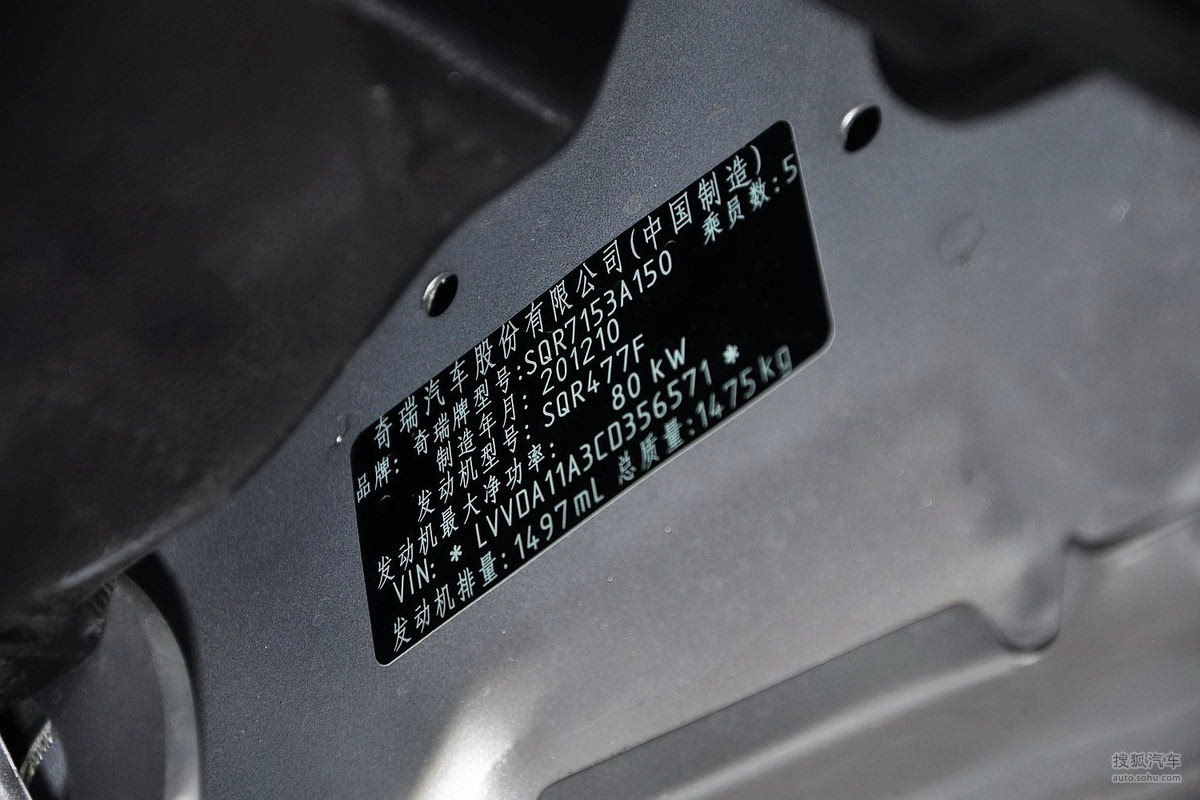 奇瑞汽车股份有限公司(中国制造)
品牌: 奇瑞牌型号:SQR7153A150 乘员数:5
制造年月: 201210
发动机型号: SQR477F
发动机最大净功率: 80 kW
VIN: * LVVDA11A3CD356571 *
发动机排量:1497mL 总质量:1475kg
搜狐汽车
auto.sohu.com